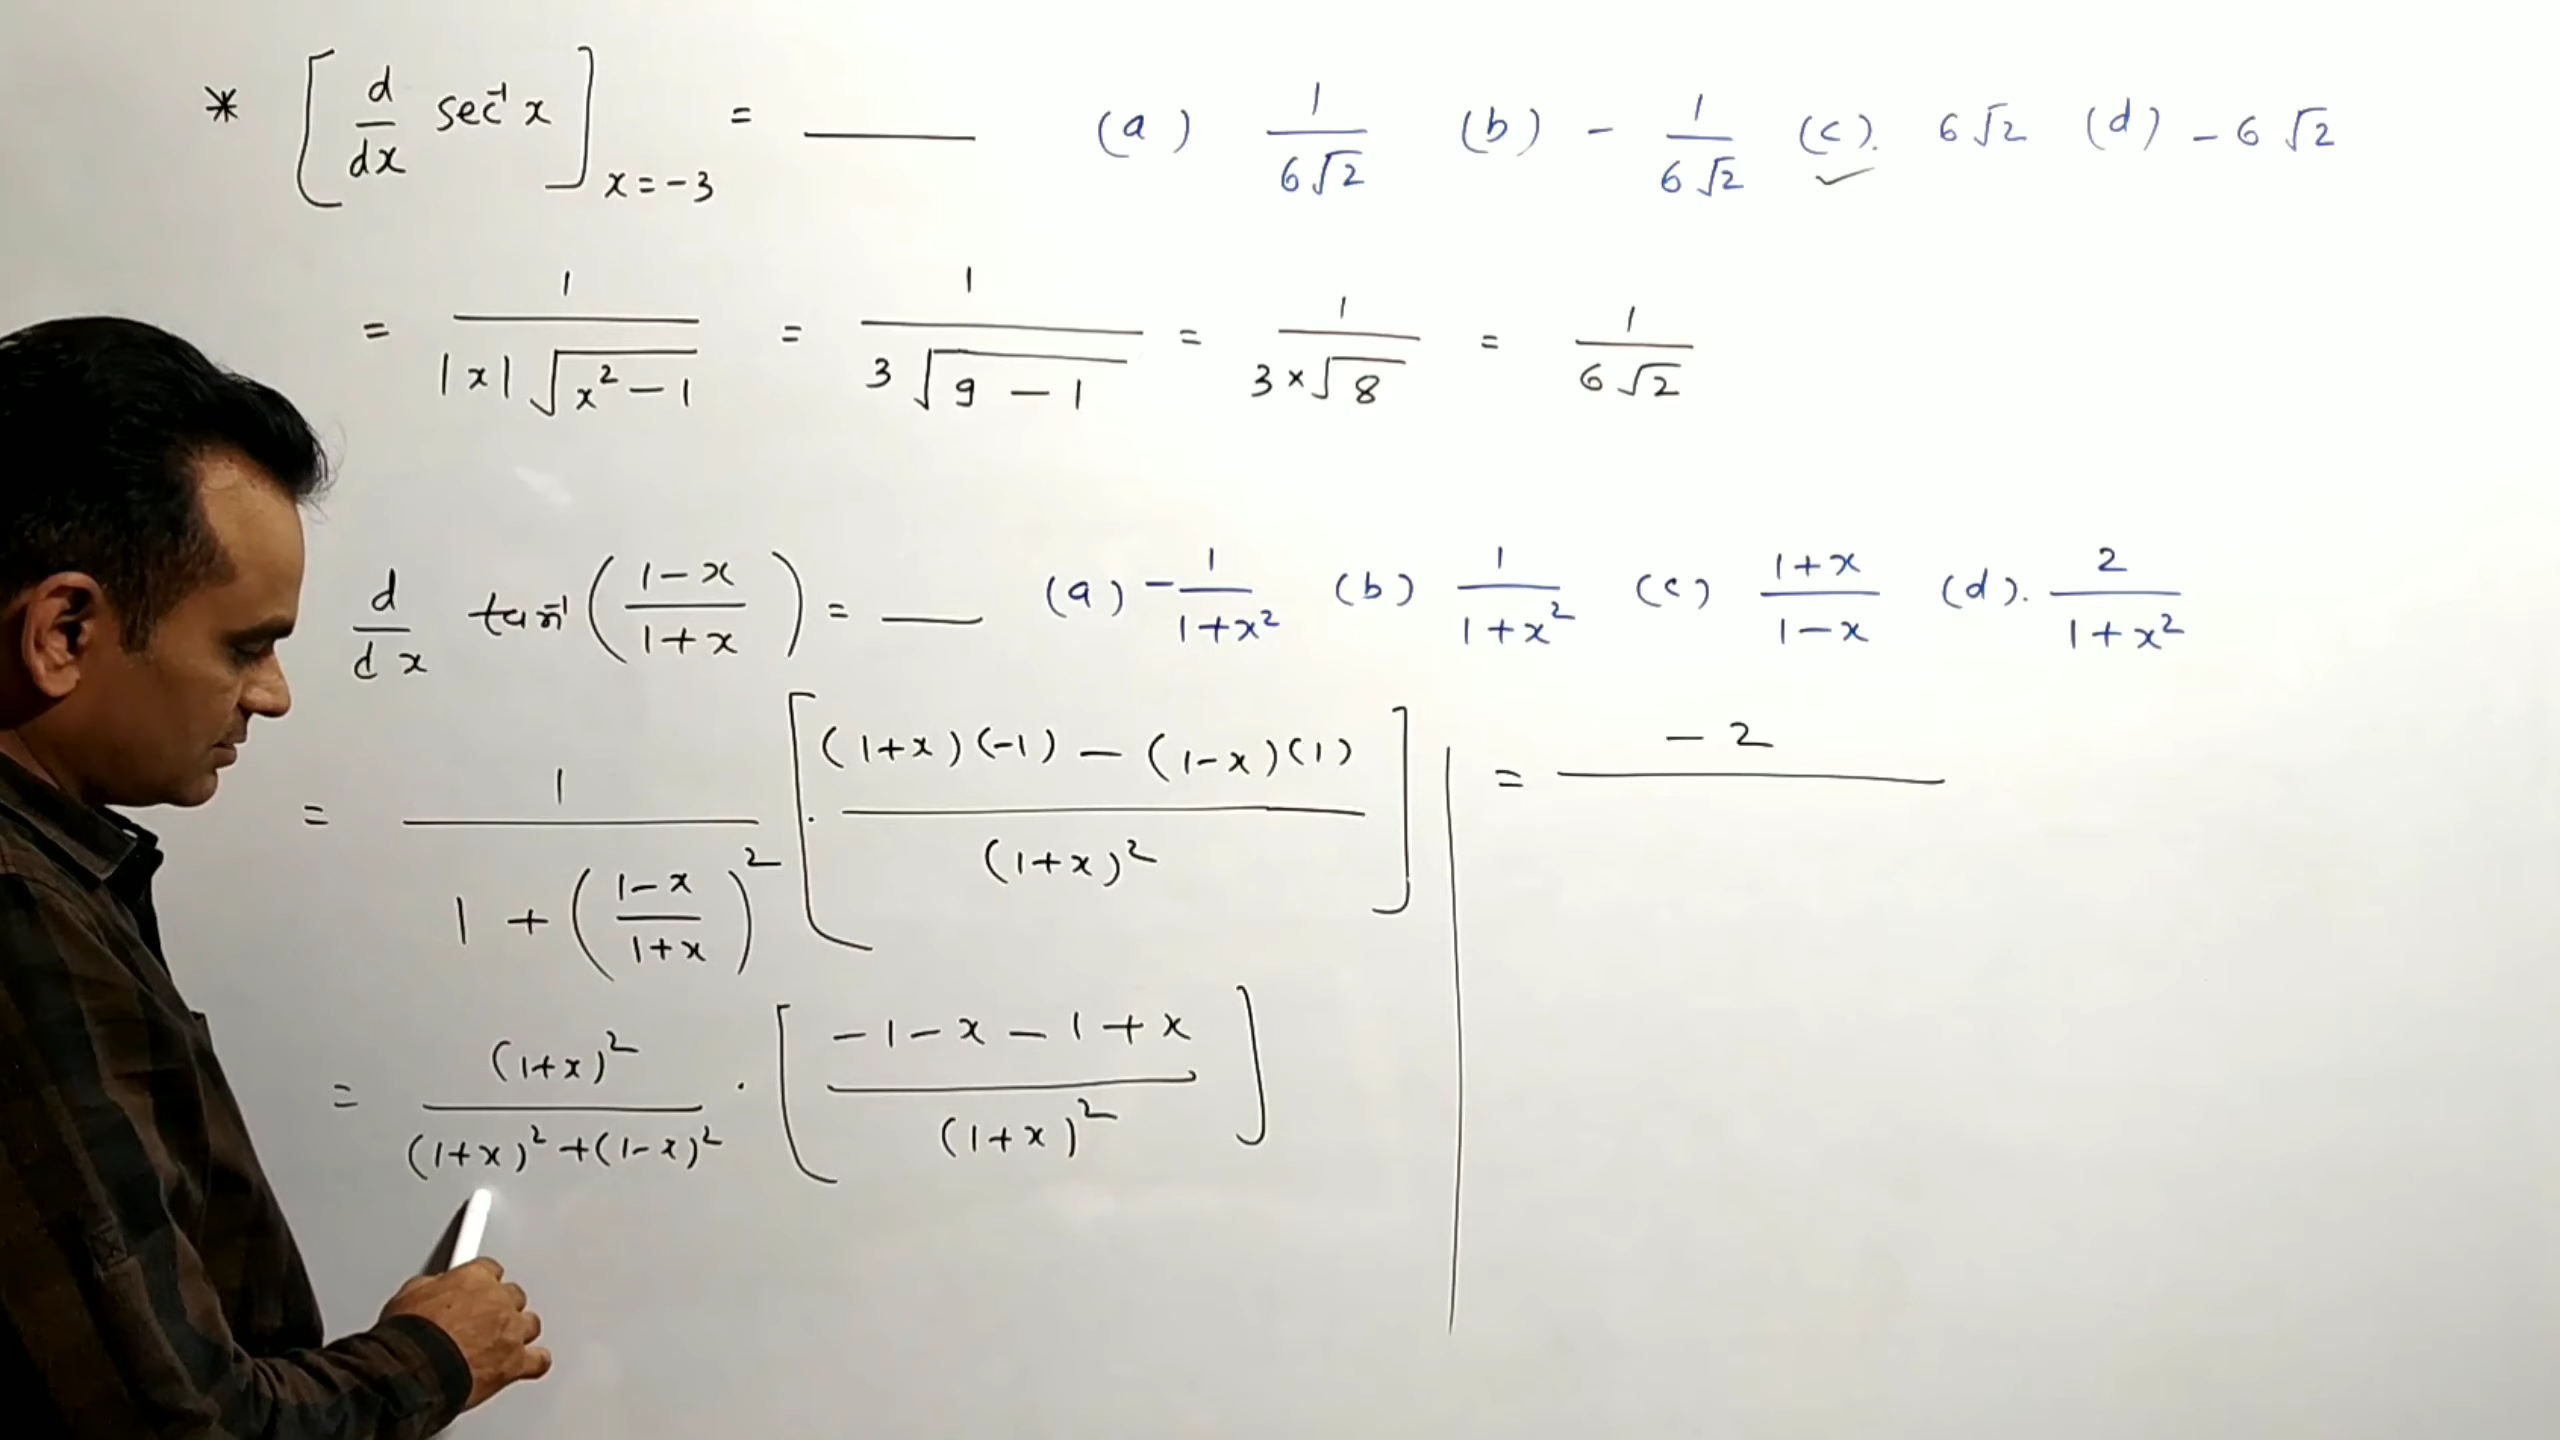 * [d/dx sec⁻¹ x]ₓ₌₋₃ = ____ (a) 1/(6√2) (b) - 1/(6√2) (c). 6√2 (d) - 6√2
= 1/(|x|√(x² - 1)) = 1/(3√(9 - 1)) = 1/(3×√8) = 1/(6√2)
d/dx tan⁻¹((1-x)/(1+x)) = ___ (a) -1/(1+x²) (b) 1/(1+x²) (c) (1+x)/(1-x) (d). 2/(1+x²)
= 1/(1 + ((1-x)/(1+x))²) · [((1+x)(-1) - (1-x)(1))/(1+x)²]
= (1+x)²/((1+x)² + (1-x)²) · [(-1-x-1+x)/(1+x)²]
= -2/